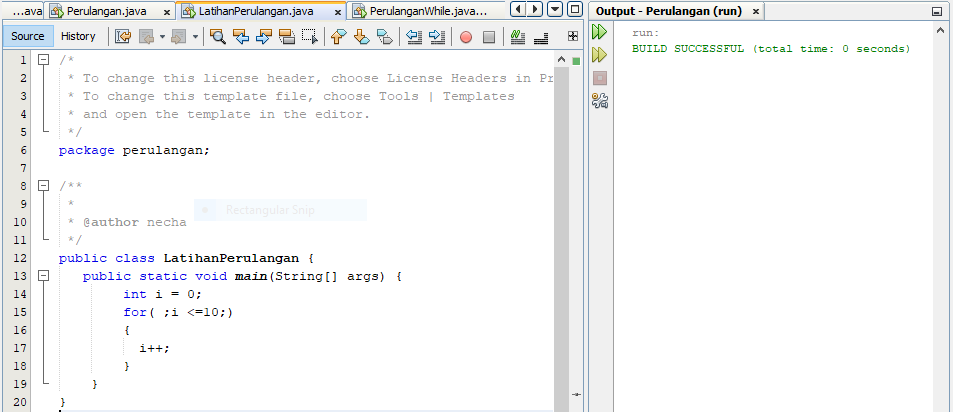 ...ava
Perulangan.java
LatihanPerulangan.java
PerulanganWhile.java...
Output - Perulangan (run)
Source
History
1 /*
2 * To change this license header, choose License Headers in Pr
3 * To change this template file, choose Tools | Templates
4 * and open the template in the editor.
5 */
6 package perulangan;
7
8 /**
9 *
Rectangular Snip
10 * @author necha
11 */
12 public class LatihanPerulangan {
13 public static void main(String[] args) {
14 int i = 0;
15 for( ;i <=10;)
16 {
17 i++;
18 }
19 }
20 }
run:
BUILD SUCCESSFUL (total time: 0 seconds)